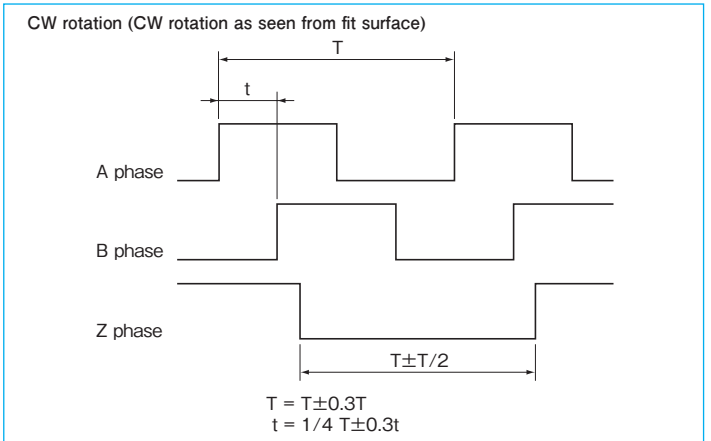 CW rotation (CW rotation as seen from fit surface)
T
t
A phase
B phase
Z phase
T±T/2
T = T±0.3T
t = 1/4 T±0.3t